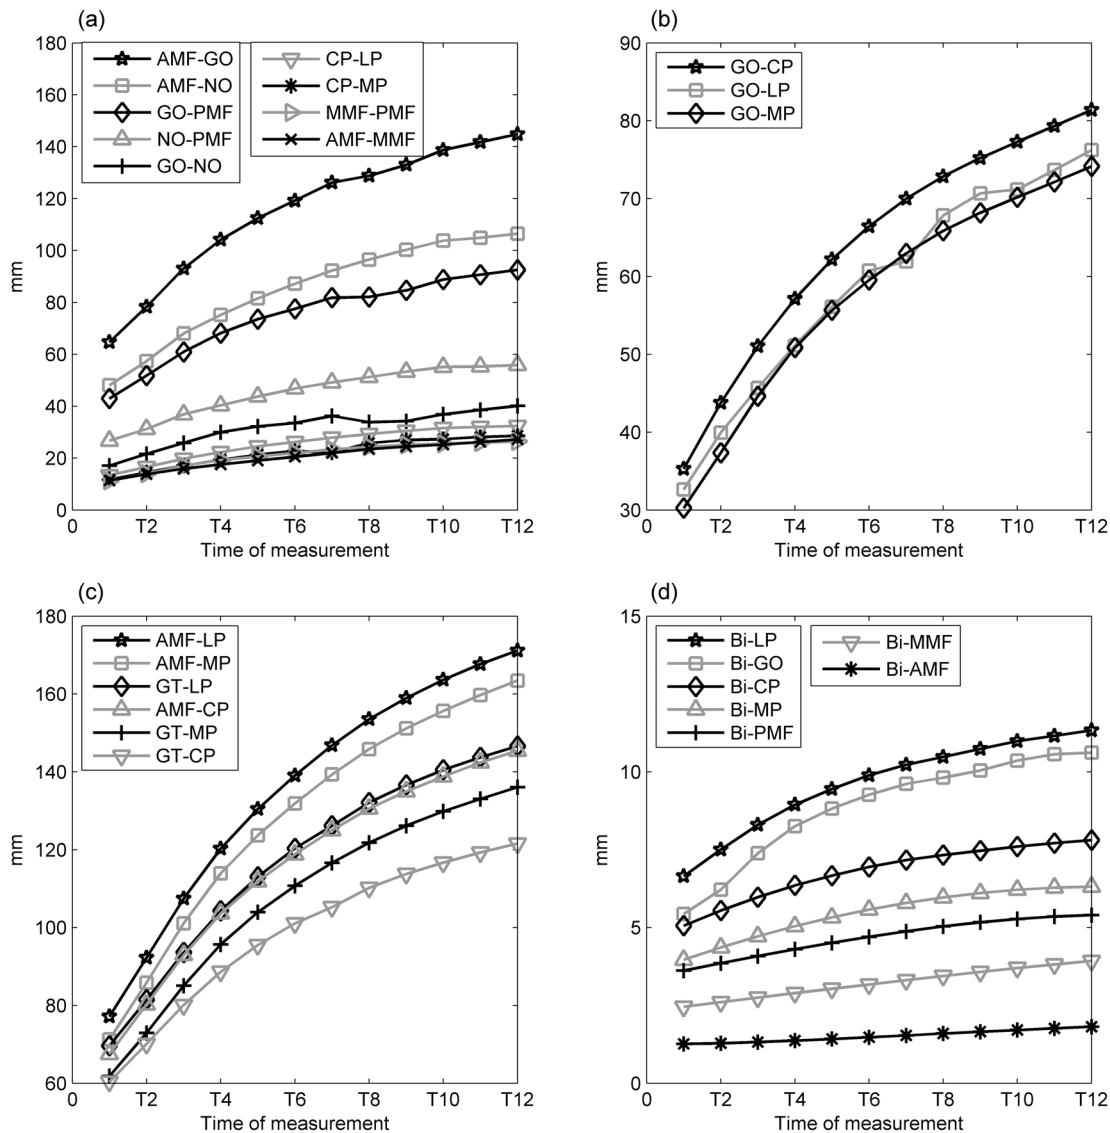 (a)
180
160
140
120
100
80
60
40
20
0
mm
AMF-GO
AMF-NO
GO-PMF
NO-PMF
GO-NO
CP-LP
CP-MP
MMF-PMF
AMF-MMF
0 T2 T4 T6 T8 T10 T12
Time of measurement
(b)
90
80
70
60
50
40
30
mm
GO-CP
GO-LP
GO-MP
0 T2 T4 T6 T8 T10 T12
Time of measurement
(c)
180
160
140
120
100
80
60
mm
AMF-LP
AMF-MP
GT-LP
AMF-CP
GT-MP
GT-CP
0 T2 T4 T6 T8 T10 T12
Time of measurement
(d)
15
10
5
0
mm
Bi-LP
Bi-GO
Bi-CP
Bi-MP
Bi-PMF
Bi-MMF
Bi-AMF
0 T2 T4 T6 T8 T10 T12
Time of measurement